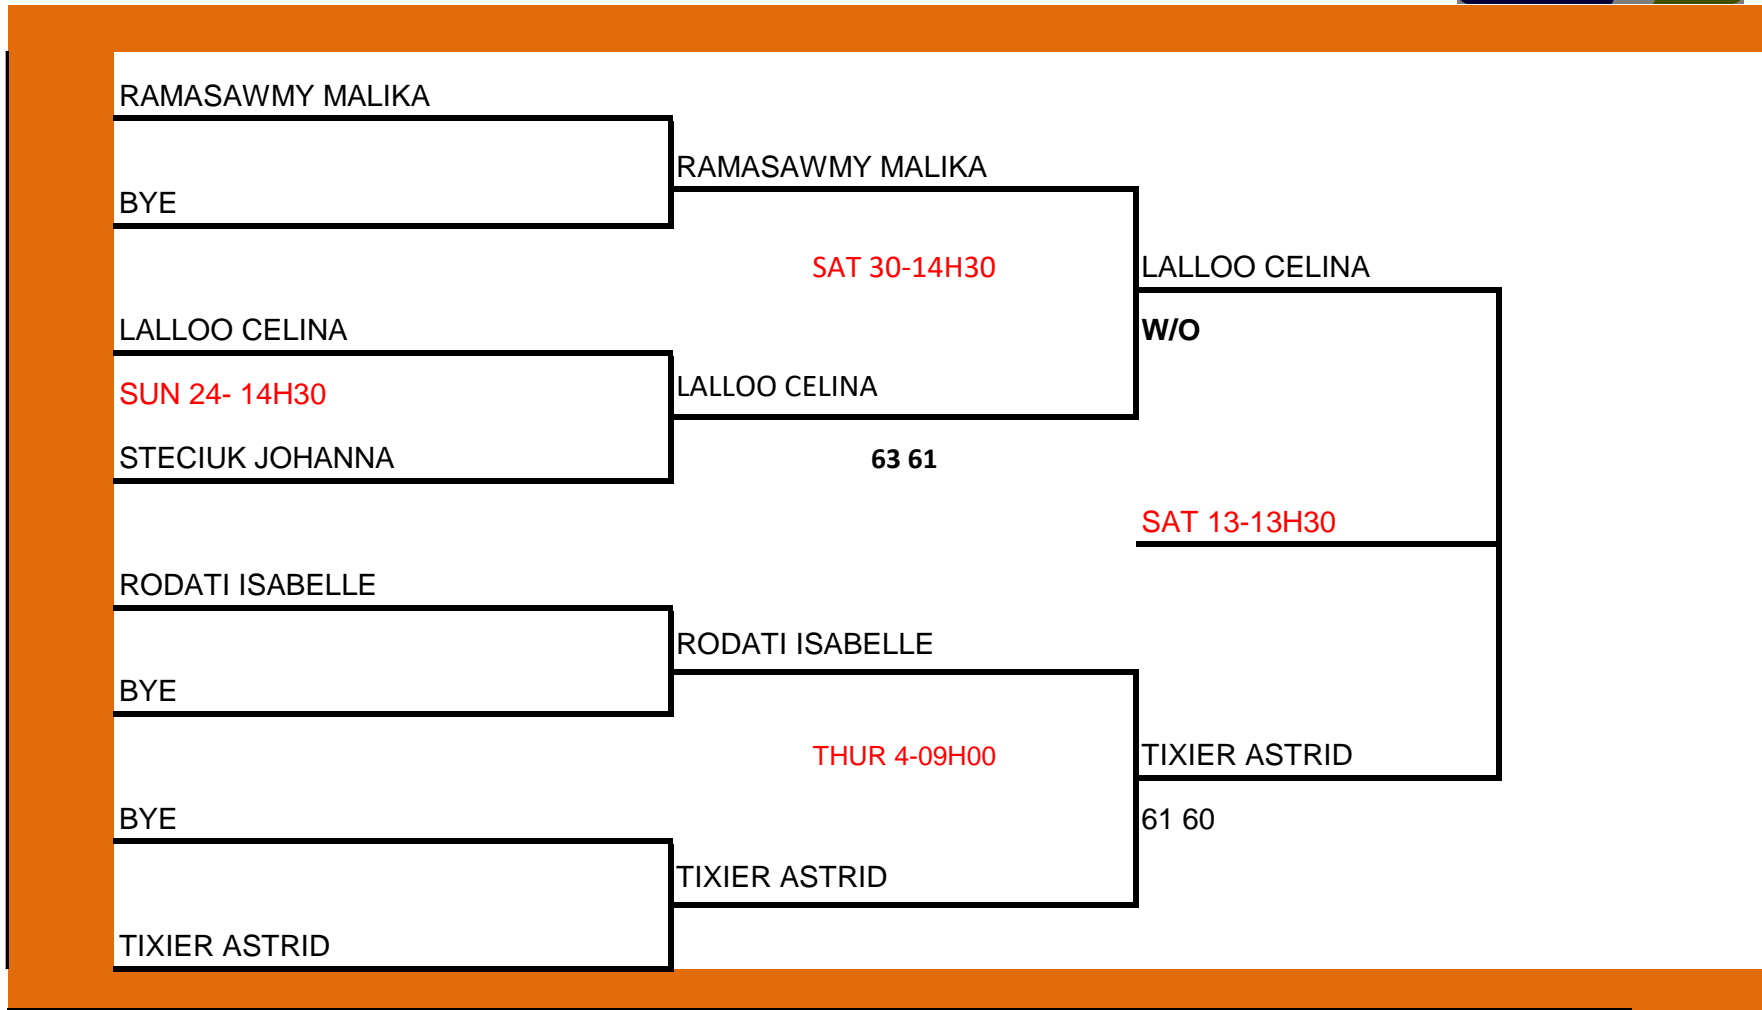 RAMASAWMY MALIKA
RAMASAWMY MALIKA
BYE
SAT 30-14H30
LALLOO CELINA
LALLOO CELINA
W/O
SUN 24- 14H30
LALLOO CELINA
STECIUK JOHANNA
63 61
SAT 13-13H30
RODATI ISABELLE
RODATI ISABELLE
BYE
THUR 4-09H00
TIXIER ASTRID
BYE
61 60
TIXIER ASTRID
TIXIER ASTRID